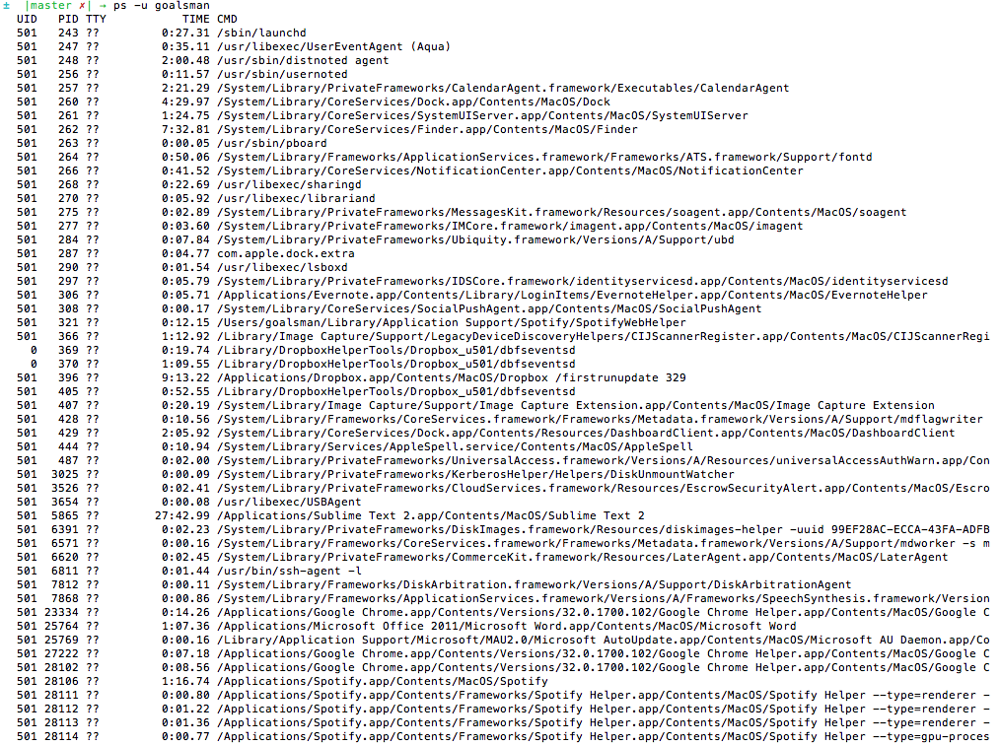 ± |master ✗| → ps -u goalsman
UID PID TTY TIME CMD
501 243 ?? 0:27.31 /sbin/launchd
501 247 ?? 0:35.11 /usr/libexec/UserEventAgent (Aqua)
501 248 ?? 2:00.48 /usr/sbin/distnoted agent
501 256 ?? 0:11.57 /usr/sbin/usernoted
501 257 ?? 2:21.29 /System/Library/PrivateFrameworks/CalendarAgent.framework/Executables/CalendarAgent
501 260 ?? 4:29.97 /System/Library/CoreServices/Dock.app/Contents/MacOS/Dock
501 261 ?? 1:24.75 /System/Library/CoreServices/SystemUIServer.app/Contents/MacOS/SystemUIServer
501 262 ?? 7:32.81 /System/Library/CoreServices/Finder.app/Contents/MacOS/Finder
501 263 ?? 0:00.05 /usr/sbin/pboard
501 264 ?? 0:50.06 /System/Library/Frameworks/ApplicationServices.framework/Frameworks/ATS.framework/Support/fontd
501 266 ?? 0:41.52 /System/Library/CoreServices/NotificationCenter.app/Contents/MacOS/NotificationCenter
501 268 ?? 0:22.69 /usr/libexec/sharingd
501 270 ?? 0:05.92 /usr/libexec/librariand
501 275 ?? 0:02.89 /System/Library/PrivateFrameworks/MessagesKit.framework/Resources/soagent.app/Contents/MacOS/soagent
501 277 ?? 0:03.60 /System/Library/PrivateFrameworks/IMCore.framework/imagent.app/Contents/MacOS/imagent
501 284 ?? 0:07.84 /System/Library/PrivateFrameworks/Ubiquity.framework/Versions/A/Support/ubd
501 287 ?? 0:04.77 com.apple.dock.extra
501 290 ?? 0:01.54 /usr/libexec/lsboxd
501 297 ?? 0:05.79 /System/Library/PrivateFrameworks/IDSCore.framework/identityservicesd.app/Contents/MacOS/identityservicesd
501 306 ?? 0:05.71 /Applications/Evernote.app/Contents/Library/LoginItems/EvernoteHelper.app/Contents/MacOS/EvernoteHelper
501 308 ?? 0:00.17 /System/Library/CoreServices/SocialPushAgent.app/Contents/MacOS/SocialPushAgent
501 321 ?? 0:12.15 /Users/goalsman/Library/Application Support/Spotify/SpotifyWebHelper
501 366 ?? 1:12.92 /Library/Image Capture/Support/LegacyDeviceDiscoveryHelpers/CIJScannerRegister.app/Contents/MacOS/CIJScannerRegi
0 369 ?? 0:19.74 /Library/DropboxHelperTools/Dropbox_u501/dbfseventsd
0 370 ?? 1:09.55 /Library/DropboxHelperTools/Dropbox_u501/dbfseventsd
501 396 ?? 9:13.22 /Applications/Dropbox.app/Contents/MacOS/Dropbox /firstrunupdate 329
501 405 ?? 0:52.55 /Library/DropboxHelperTools/Dropbox_u501/dbfseventsd
501 407 ?? 0:20.19 /System/Library/Image Capture/Support/Image Capture Extension.app/Contents/MacOS/Image Capture Extension
501 428 ?? 0:10.56 /System/Library/Frameworks/CoreServices.framework/Frameworks/Metadata.framework/Versions/A/Support/mdflagwriter
501 429 ?? 2:05.92 /System/Library/CoreServices/Dock.app/Contents/Resources/DashboardClient.app/Contents/MacOS/DashboardClient
501 444 ?? 0:10.94 /System/Library/Services/AppleSpell.service/Contents/MacOS/AppleSpell
501 487 ?? 0:02.00 /System/Library/PrivateFrameworks/UniversalAccess.framework/Versions/A/Resources/universalAccessAuthWarn.app/Con
501 3025 ?? 0:00.09 /System/Library/PrivateFrameworks/KerberosHelper/Helpers/DiskUnmountWatcher
501 3526 ?? 0:02.41 /System/Library/PrivateFrameworks/CloudServices.framework/Resources/EscrowSecurityAlert.app/Contents/MacOS/Escro
501 3654 ?? 0:00.08 /usr/libexec/USBAgent
501 5865 ?? 27:42.99 /Applications/Sublime Text 2.app/Contents/MacOS/Sublime Text 2
501 6391 ?? 0:02.23 /System/Library/PrivateFrameworks/DiskImages.framework/Resources/diskimages-helper -uuid 99EF28AC-ECCA-43FA-ADFB
501 6571 ?? 0:00.16 /System/Library/Frameworks/CoreServices.framework/Frameworks/Metadata.framework/Versions/A/Support/mdworker -s m
501 6620 ?? 0:02.45 /System/Library/PrivateFrameworks/CommerceKit.framework/Resources/LaterAgent.app/Contents/MacOS/LaterAgent
501 6811 ?? 0:01.44 /usr/bin/ssh-agent -l
501 7812 ?? 0:00.11 /System/Library/Frameworks/DiskArbitration.framework/Versions/A/Support/DiskArbitrationAgent
501 7868 ?? 0:00.86 /System/Library/Frameworks/ApplicationServices.framework/Versions/A/Frameworks/SpeechSynthesis.framework/Version
501 23334 ?? 0:14.26 /Applications/Google Chrome.app/Contents/Versions/32.0.1700.102/Google Chrome Helper.app/Contents/MacOS/Google C
501 25764 ?? 1:07.36 /Applications/Microsoft Office 2011/Microsoft Word.app/Contents/MacOS/Microsoft Word
501 25769 ?? 0:00.16 /Library/Application Support/Microsoft/MAU2.0/Microsoft AutoUpdate.app/Contents/MacOS/Microsoft AU Daemon.app/Co
501 27222 ?? 0:07.18 /Applications/Google Chrome.app/Contents/Versions/32.0.1700.102/Google Chrome Helper.app/Contents/MacOS/Google C
501 28102 ?? 0:08.56 /Applications/Google Chrome.app/Contents/Versions/32.0.1700.102/Google Chrome Helper.app/Contents/MacOS/Google C
501 28106 ?? 1:16.74 /Applications/Spotify.app/Contents/MacOS/Spotify
501 28111 ?? 0:00.80 /Applications/Spotify.app/Contents/Frameworks/Spotify Helper.app/Contents/MacOS/Spotify Helper --type=renderer -
501 28112 ?? 0:01.22 /Applications/Spotify.app/Contents/Frameworks/Spotify Helper.app/Contents/MacOS/Spotify Helper --type=renderer -
501 28113 ?? 0:01.36 /Applications/Spotify.app/Contents/Frameworks/Spotify Helper.app/Contents/MacOS/Spotify Helper --type=renderer -
501 28114 ?? 0:00.77 /Applications/Spotify.app/Contents/Frameworks/Spotify Helper.app/Contents/MacOS/Spotify Helper --type=gpu-proces